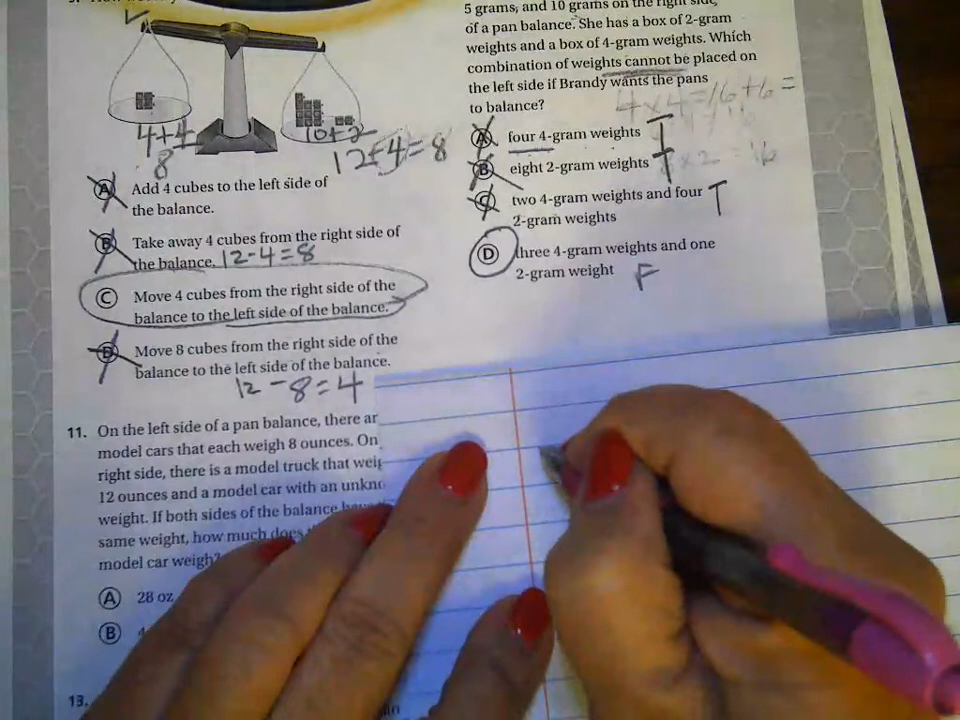 5 grams, and 10 grams on the right side
of a pan balance. She has a box of 2-gram
weights and a box of 4-gram weights. Which
combination of weights cannot be placed on
the left side if Brandy wants the pans
to balance?
4 x 4 = 16 + 6 =
A four 4-gram weights T
B eight 2-gram weights T x 2 = 16
C two 4-gram weights and four T
2-gram weights
D three 4-gram weights and one
2-gram weight F
4+4
8
10+2
12-4=8
A Add 4 cubes to the left side of
the balance.
B Take away 4 cubes from the right side of
the balance. 12-4=8
C Move 4 cubes from the right side of the
balance to the left side of the balance.
D Move 8 cubes from the right side of the
balance to the left side of the balance.
12-8=4
11. On the left side of a pan balance, there
model cars that each weigh 8 ounces. On
right side, there is a model truck that
12 ounces and a model car with an
weight. If both sides of the balance
same weight, how much does
model car weigh?
A 28 oz
B
13.